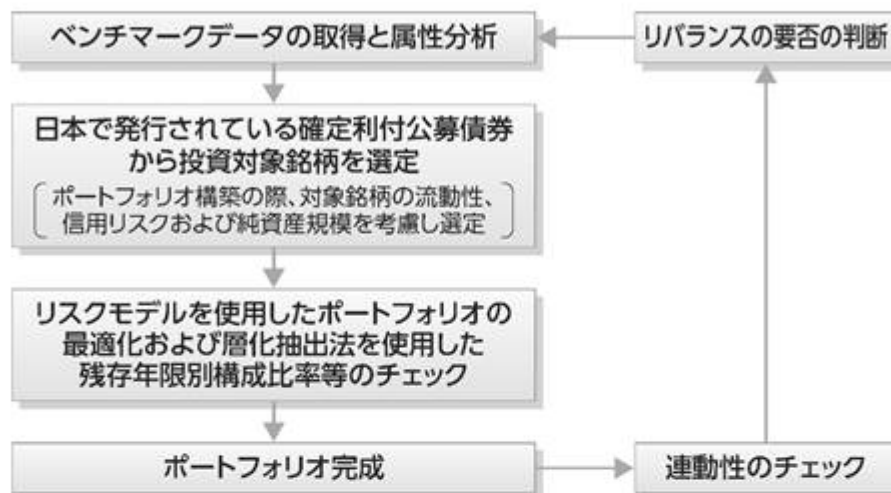 ベンチマークデータの取得と属性分析
リバランスの要否の判断
日本で発行されている確定利付公募債券
から投資対象銘柄を選定
ポートフォリオ構築の際、対象銘柄の流動性、
信用リスクおよび純資産規模を考慮し選定
リスクモデルを使用したポートフォリオの
最適化および層化抽出法を使用した
残存年限別構成比率等のチェック
ポートフォリオ完成
連動性のチェック